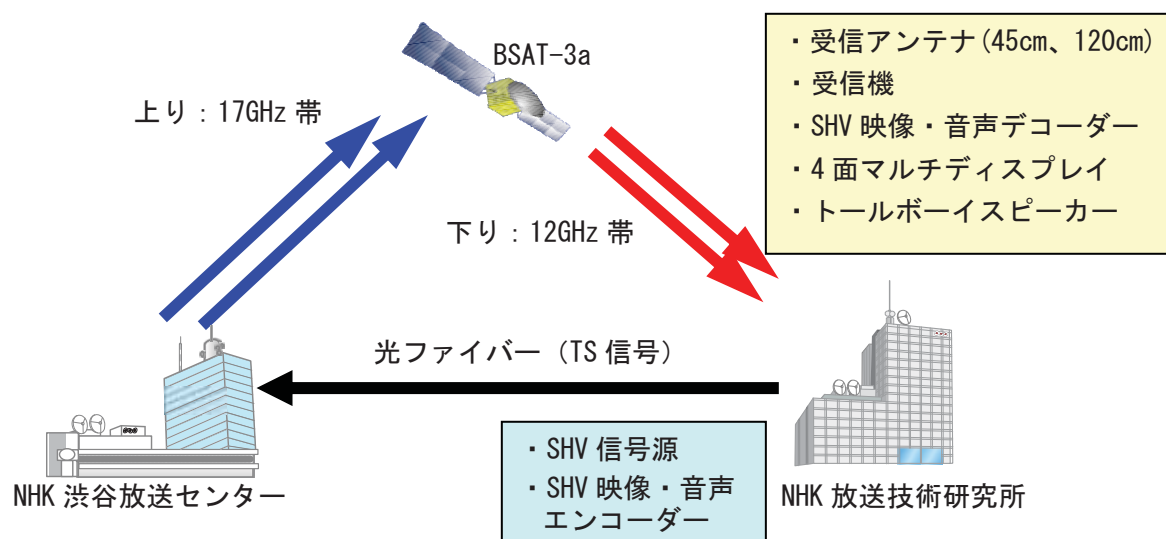 BSAT-3a
上り：17GHz 帯
下り：12GHz 帯
・受信アンテナ(45㎝、120㎝)
・受信機
・SHV 映像・音声デコーダー
・4 面マルチディスプレイ
・トールボーイスピーカー
光ファイバー（TS 信号）
・SHV 信号源
・SHV 映像・音声
エンコーダー
NHK 渋谷放送センター
NHK 放送技術研究所